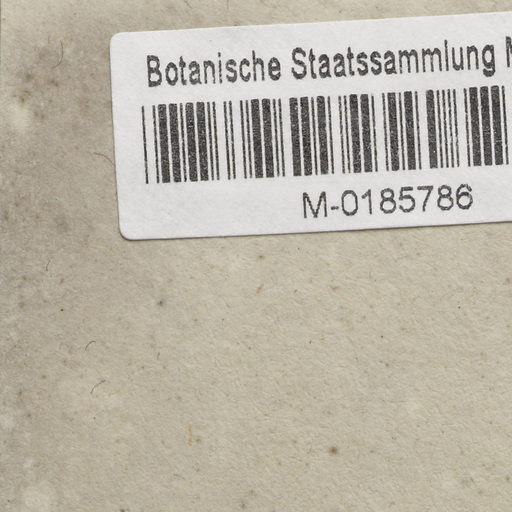 Botanische Staatssammlung
M-0185786